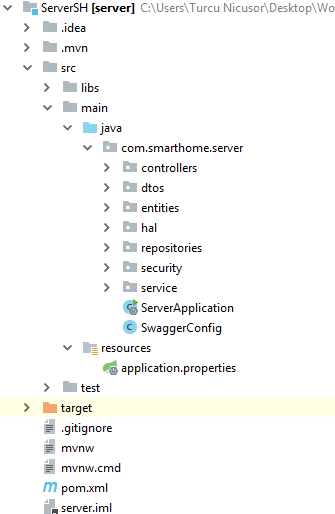 ServerSH [server] C:\Users\Turcu Nicusor\Desktop\Wo
.idea
.mvn
src
libs
main
java
com.smarthome.server
controllers
dtos
entities
hal
repositories
security
service
ServerApplication
SwaggerConfig
resources
application.properties
test
target
.gitignore
mvnw
mvnw.cmd
pom.xml
server.iml